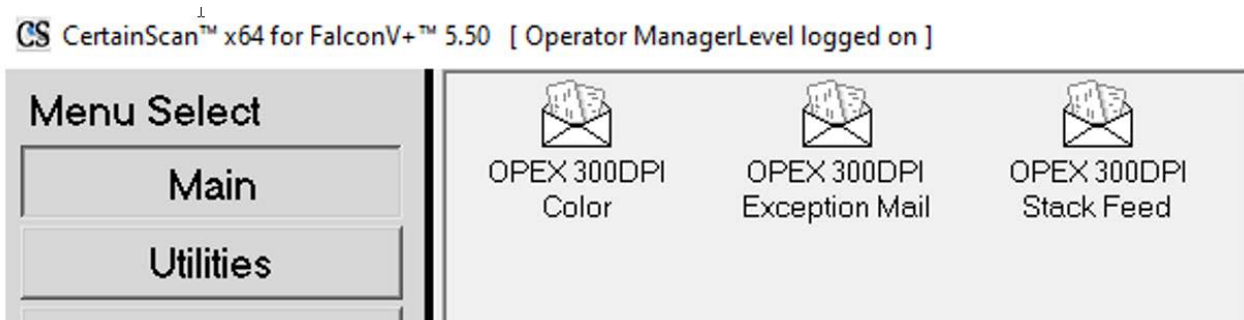 CS CertainScan™ x64 for FalconV+™ 5.50 [ Operator ManagerLevel logged on ]
Menu Select
Main
Utilities
OPEX 300DPI
Color
OPEX 300DPI
Exception Mail
OPEX 300DPI
Stack Feed